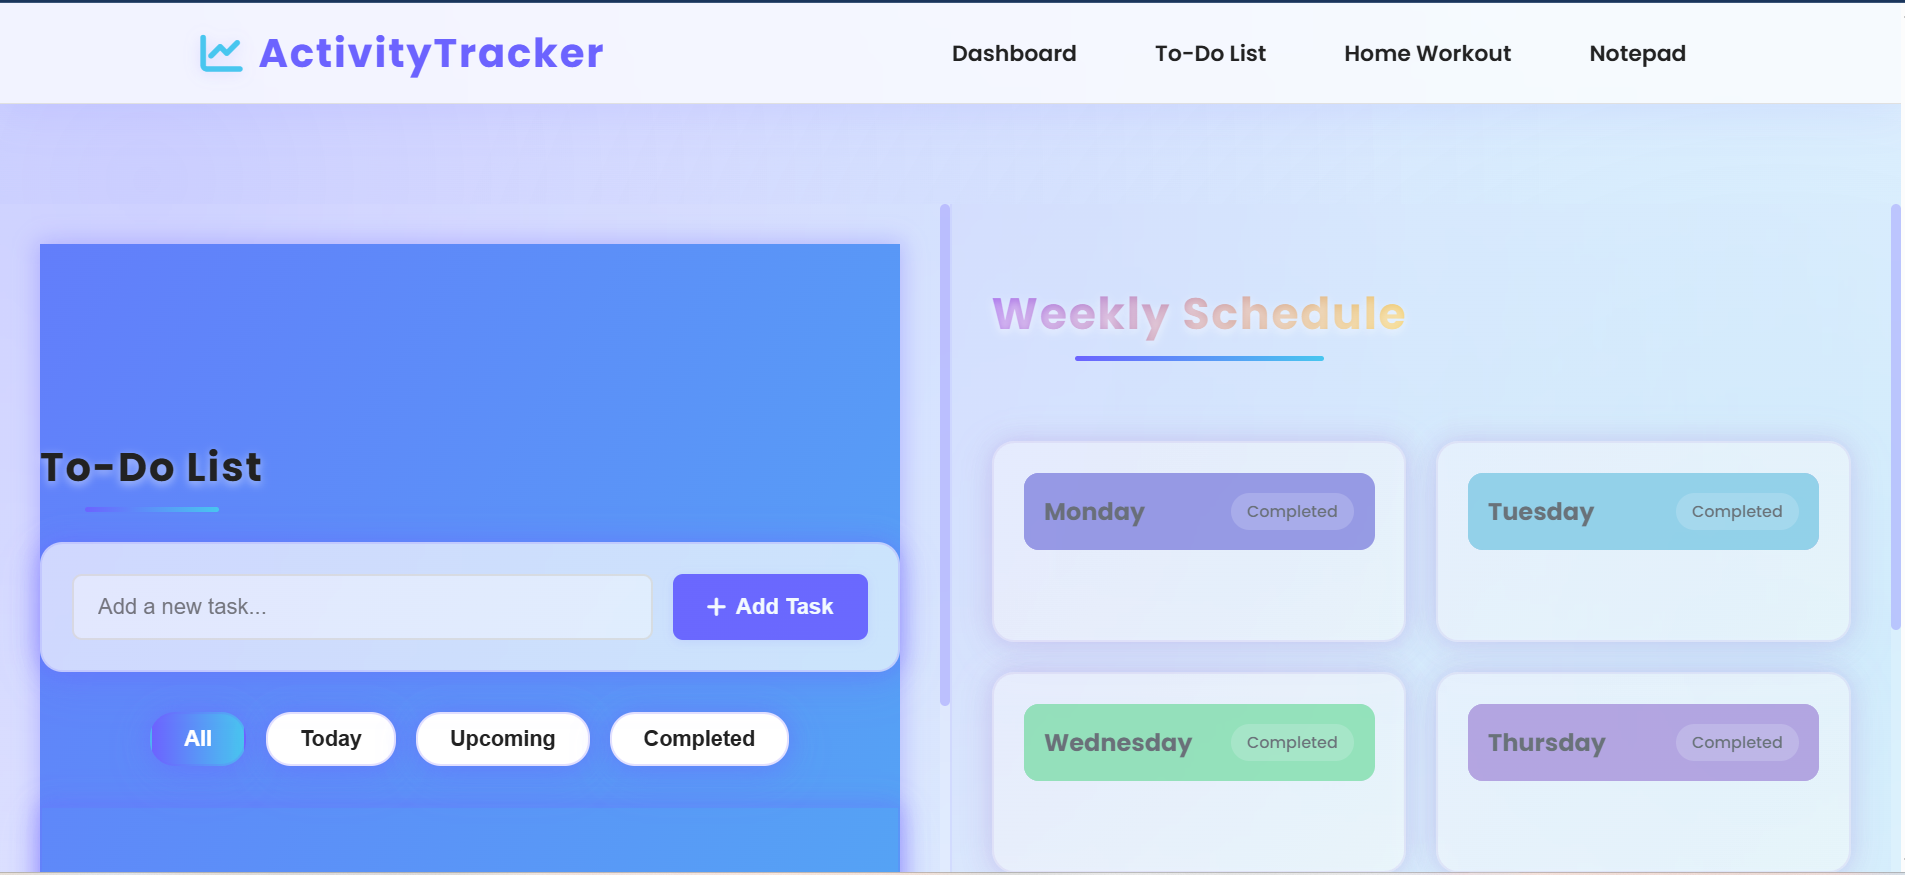 ActivityTracker
Dashboard
To-Do List
Home Workout
Notepad
To-Do List
Add a new task...
+ Add Task
All
Today
Upcoming
Completed
Weekly Schedule
Monday
Completed
Tuesday
Completed
Wednesday
Completed
Thursday
Completed